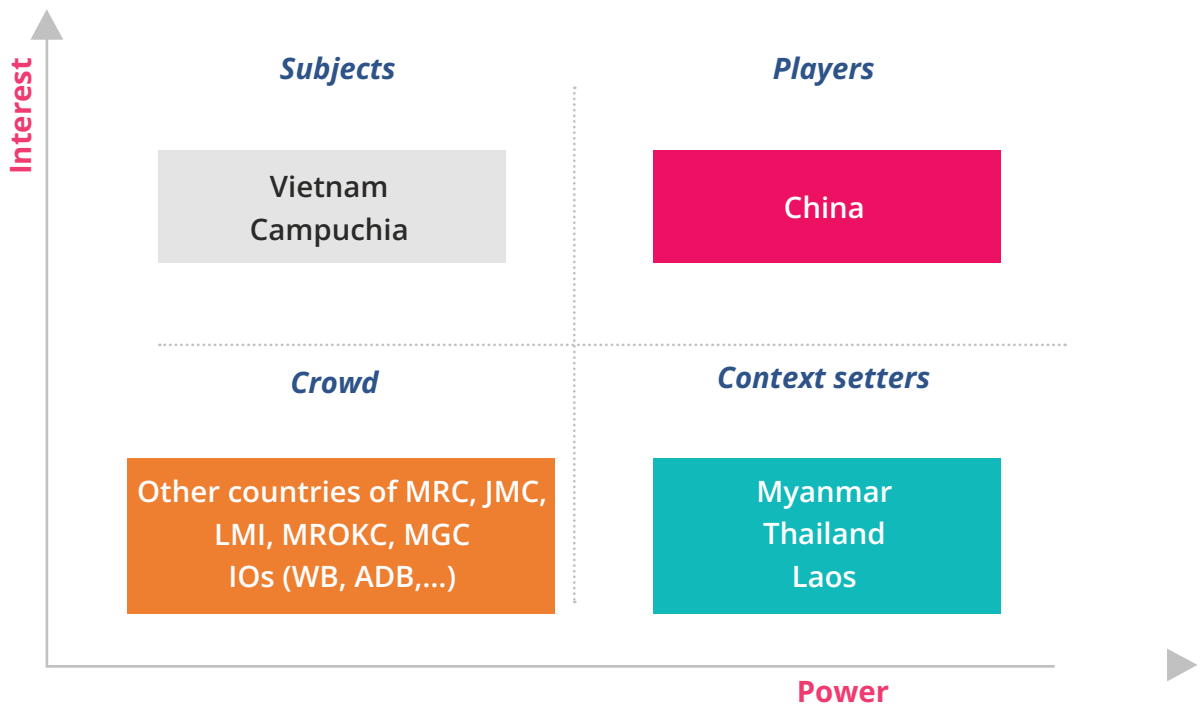 Interest
Subjects
Players
Vietnam
Campuchia
China
Crowd
Context setters
Other countries of MRC, JMC,
LMI, MROKC, MGC
IOs (WB, ADB,...)
Myanmar
Thailand
Laos
Power